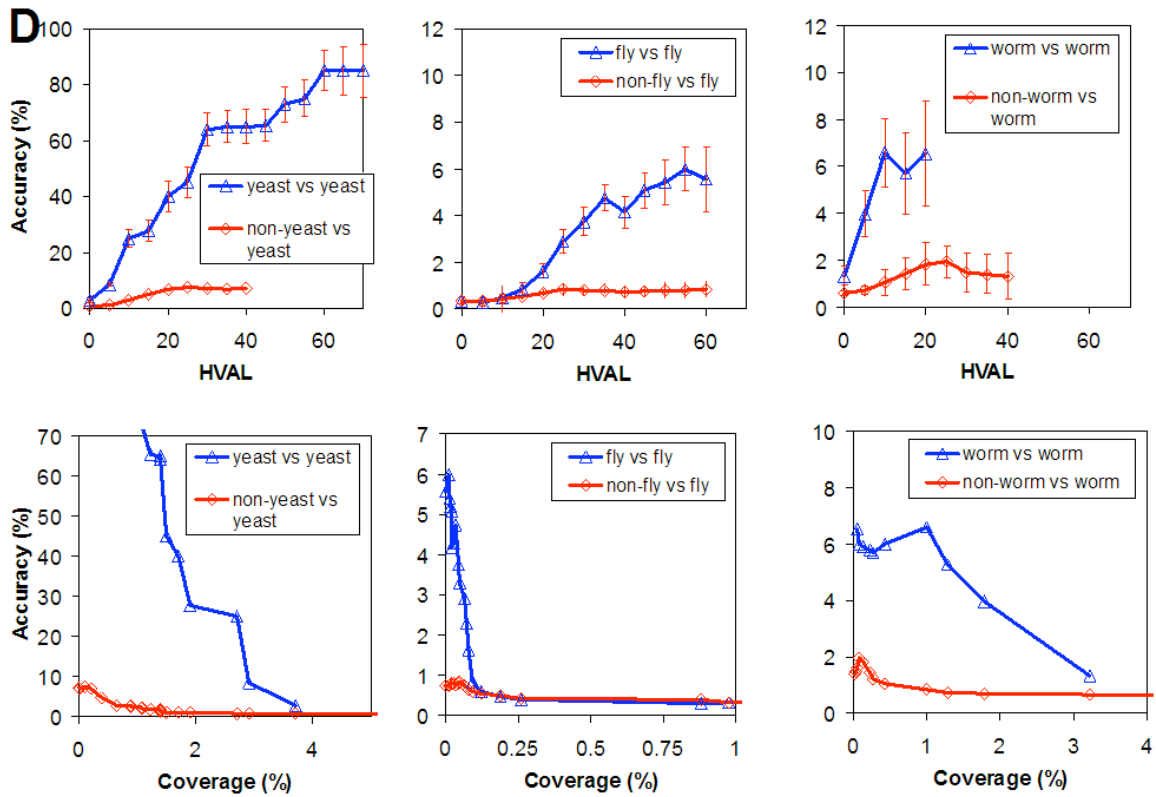 D
100
80
60
40
20
0
Accuracy (%)
yeast vs yeast
non-yeast vs
yeast
0 20 40 60
HVAL
12
10
8
6
4
2
0
fly vs fly
non-fly vs fly
0 20 40 60
HVAL
12
10
8
6
4
2
0
worm vs worm
non-worm vs
worm
0 20 40 60
HVAL
70
60
50
40
30
20
10
0
Accuracy (%)
yeast vs yeast
non-yeast vs
yeast
0 2 4
Coverage (%)
7
6
5
4
3
2
1
0
fly vs fly
non-fly vs fly
0 0.25 0.5 0.75 1
Coverage (%)
10
8
6
4
2
0
worm vs worm
non-worm vs worm
0 1 2 3 4
Coverage (%)